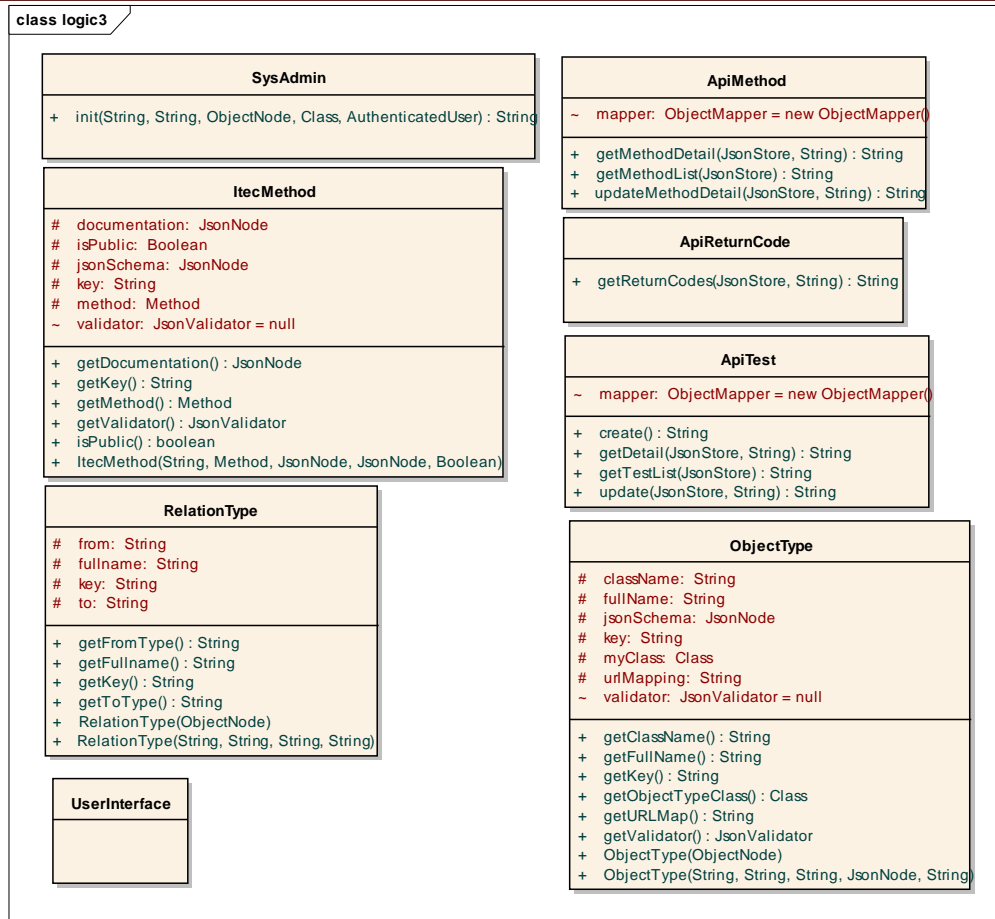 class logic3
SysAdmin
+ init(String, String, ObjectNode, Class, AuthenticatedUser) : String
ItecMethod
# documentation: JsonNode
# isPublic: Boolean
# jsonSchema: JsonNode
# key: String
# method: Method
~ validator: JsonValidator = null
+ getDocumentation() : JsonNode
+ getKey() : String
+ getMethod() : Method
+ getValidator() : JsonValidator
+ isPublic() : boolean
+ ItecMethod(String, Method, JsonNode, JsonNode, Boolean)
RelationType
# from: String
# fullname: String
# key: String
# to: String
+ getFromType() : String
+ getFullname() : String
+ getKey() : String
+ getToType() : String
+ RelationType(ObjectNode)
+ RelationType(String, String, String, String)
UserInterface
ApiMethod
~ mapper: ObjectMapper = new ObjectMapper()
+ getMethodDetail(JsonStore, String) : String
+ getMethodList(JsonStore) : String
+ updateMethodDetail(JsonStore, String) : String
ApiReturnCode
+ getReturnCodes(JsonStore, String) : String
ApiTest
~ mapper: ObjectMapper = new ObjectMapper()
+ create() : String
+ getDetail(JsonStore, String) : String
+ getTestList(JsonStore) : String
+ update(JsonStore, String) : String
ObjectType
# className: String
# fullName: String
# jsonSchema: JsonNode
# key: String
# myClass: Class
# urlMapping: String
~ validator: JsonValidator = null
+ getClassName() : String
+ getFullName() : String
+ getKey() : String
+ getObjectTypeClass() : Class
+ getURLMap() : String
+ getValidator() : JsonValidator
+ ObjectType(ObjectNode)
+ ObjectType(String, String, String, JsonNode, String)